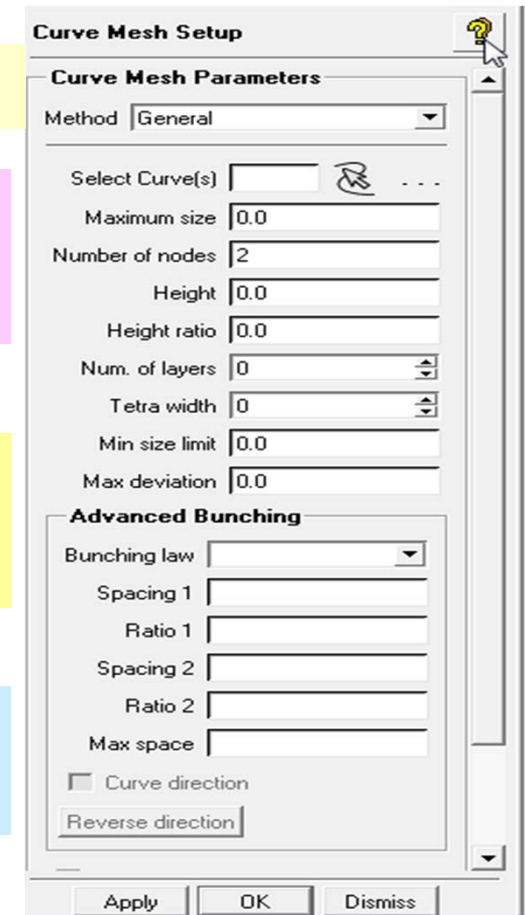 Curve Mesh Setup
Curve Mesh Parameters
Method General
Select Curve(s) ...
Maximum size 0.0
Number of nodes 2
Height 0.0
Height ratio 0.0
Num. of layers 0
Tetra width 0
Min size limit 0.0
Max deviation 0.0
Advanced Bunching
Bunching law
Spacing 1
Ratio 1
Spacing 2
Ratio 2
Max space
Curve direction
Reverse direction
Apply OK Dismiss